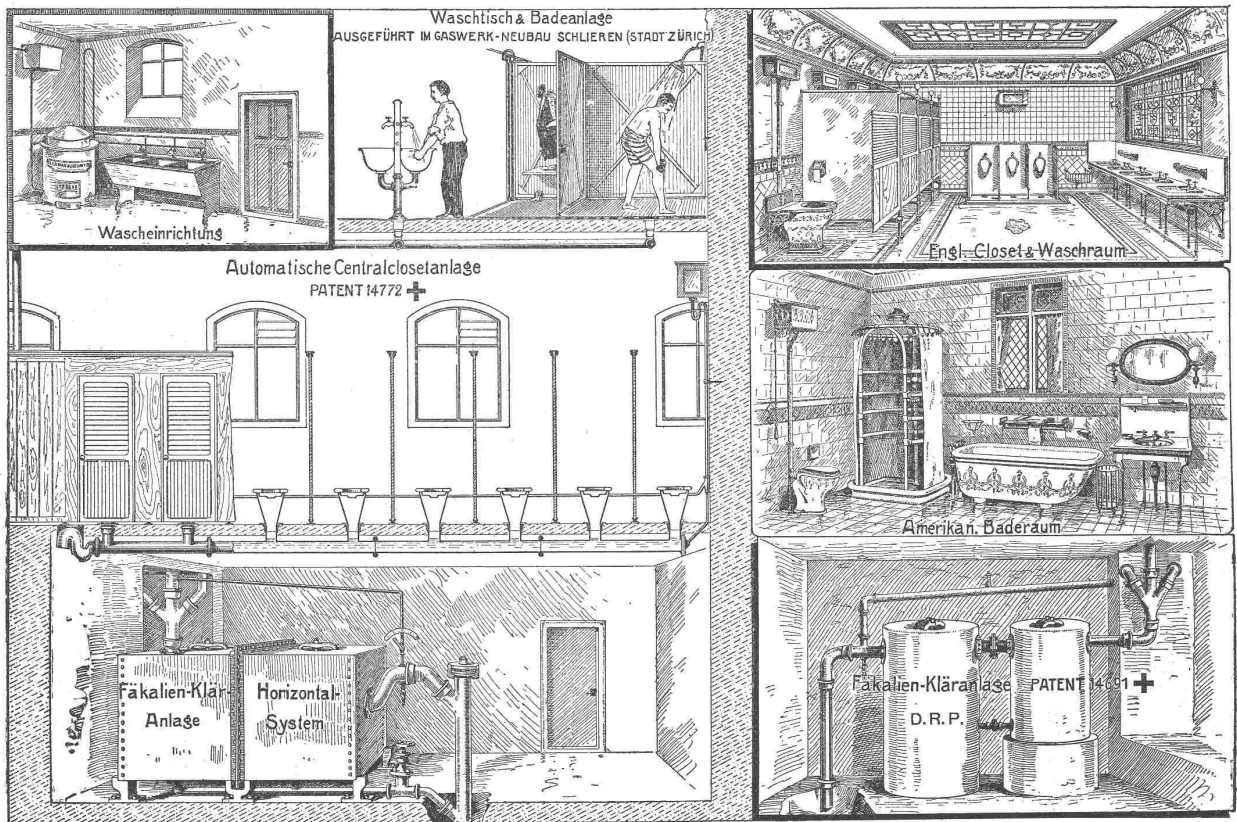 Wascheinrichtung
Waschtisch & Badeanlage
AUSGEFÜHRT IM GASWERK-NEUBAU SCHLIEREN (STADT ZÜRICH)
Engl. Closet & Waschraum
Automatische Centralclosetanlage
PATENT 14772
Amerikan. Baderaum
Fäkalien-Klär-
Anlage
Horizontal-
System
Fäkalien-Kläranlage PATENT 14691
D.R.P.